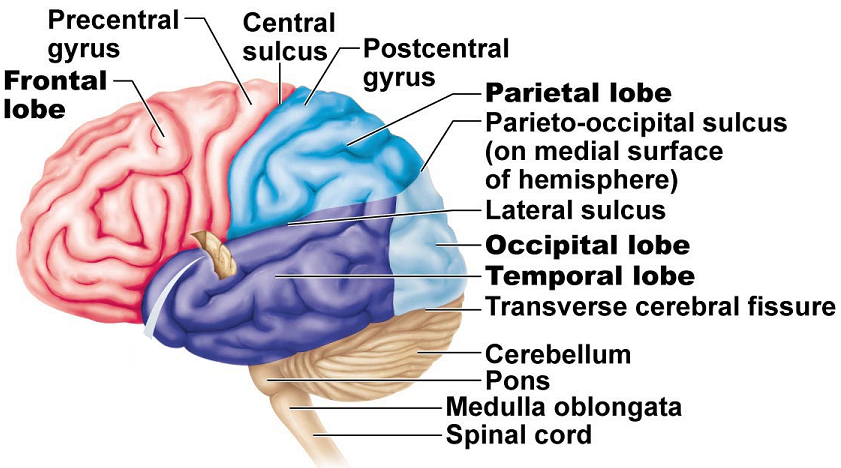 Precentral
gyrus
Frontal
lobe
Central
sulcus
Postcentral
gyrus
Parietal lobe
Parieto-occipital sulcus
(on medial surface
of hemisphere)
Lateral sulcus
Occipital lobe
Temporal lobe
Transverse cerebral fissure
Cerebellum
Pons
Medulla oblongata
Spinal cord